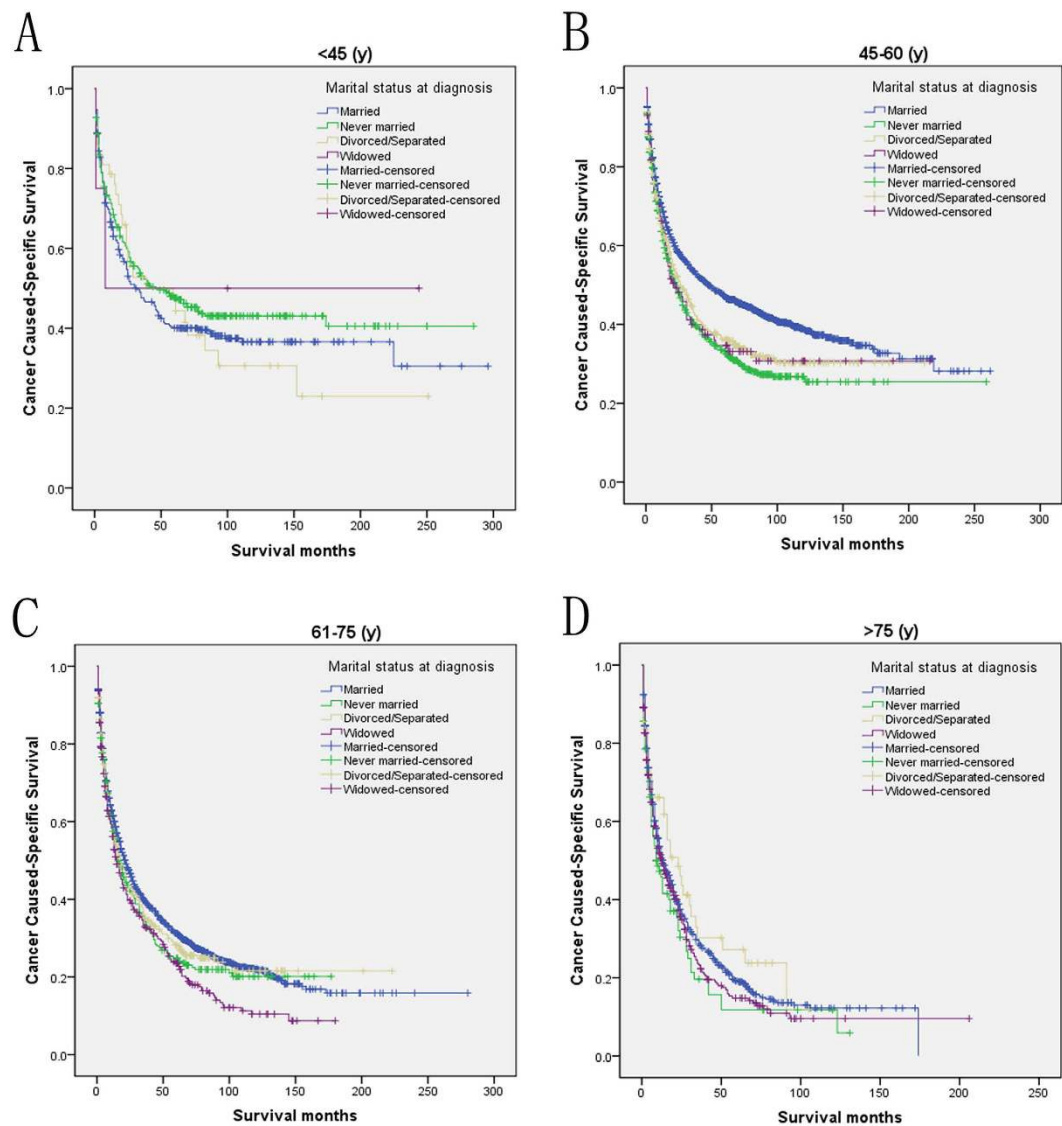 A
<45 (y)
Cancer Caused-Specific Survival
1.0
0.8
0.6
0.4
0.2
0.0
Marital status at diagnosis
Married
Never married
Divorced/Separated
Widowed
Married-censored
Never married-censored
Divorced/Separated-censored
Widowed-censored
0 50 100 150 200 250 300
Survival months
B
45-60 (y)
Cancer Caused-Specific Survival
1.0
0.8
0.6
0.4
0.2
0.0
Marital status at diagnosis
Married
Never married
Divorced/Separated
Widowed
Married-censored
Never married-censored
Divorced/Separated-censored
Widowed-censored
0 50 100 150 200 250 300
Survival months
C
61-75 (y)
Cancer Caused-Specific Survival
1.0
0.8
0.6
0.4
0.2
0.0
Marital status at diagnosis
Married
Never married
Divorced/Separated
Widowed
Married-censored
Never married-censored
Divorced/Separated-censored
Widowed-censored
0 50 100 150 200 250 300
Survival months
D
>75 (y)
Cancer Caused-Specific Survival
1.0
0.8
0.6
0.4
0.2
0.0
Marital status at diagnosis
Married
Never married
Divorced/Separated
Widowed
Married-censored
Never married-censored
Divorced/Separated-censored
Widowed-censored
0 50 100 150 200 250
Survival months